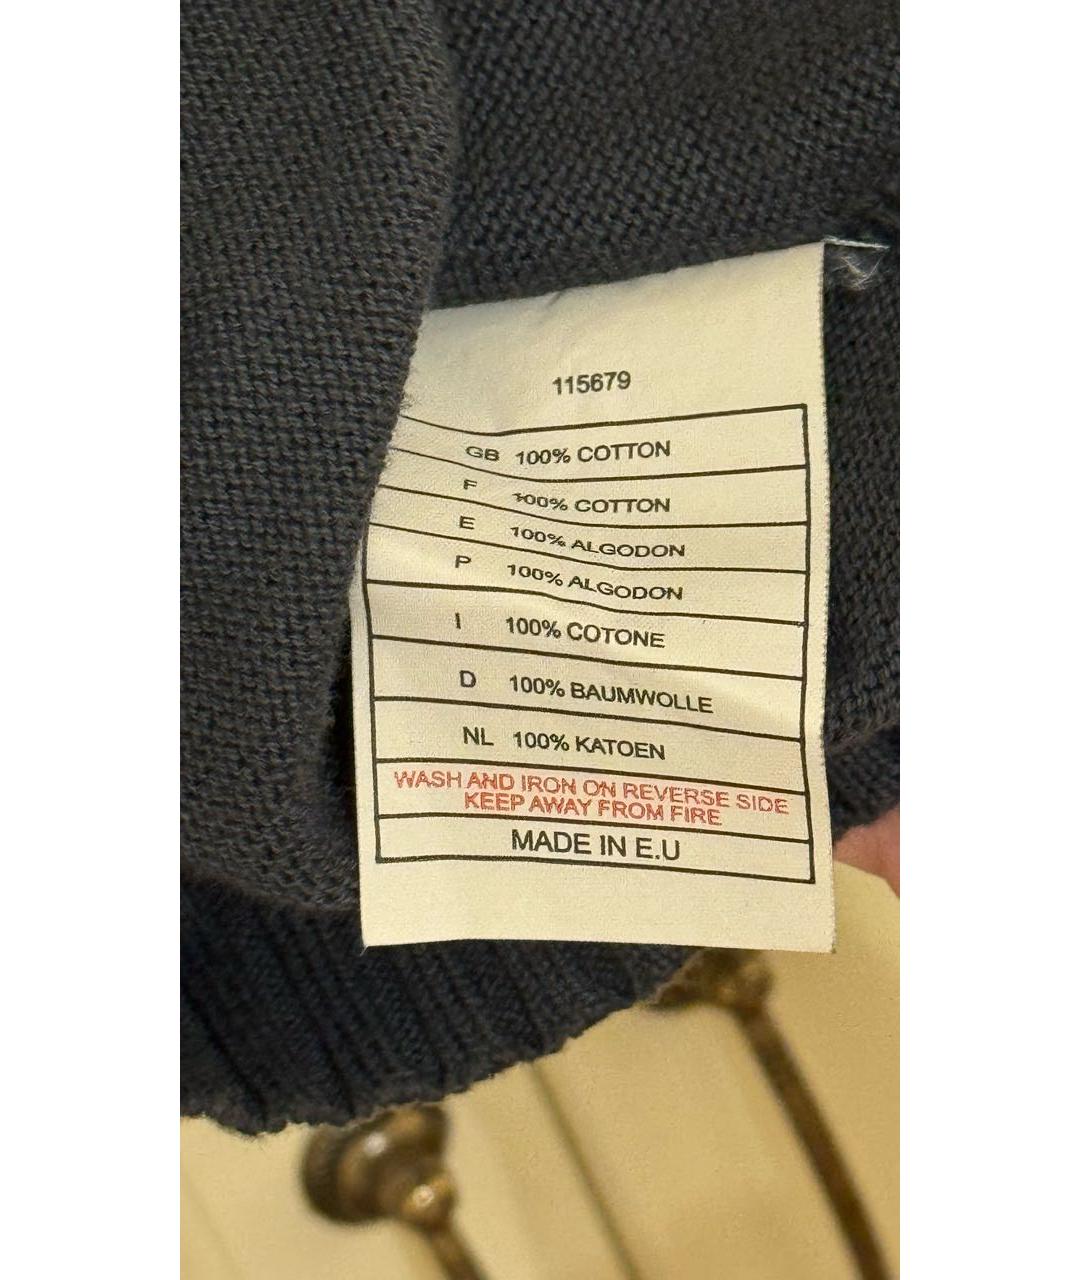 115679
GB 100% COTTON
F 100% COTTON
E 100% ALGODON
P 100% ALGODON
I 100% COTONE
D 100% BAUMWOLLE
NL 100% KATOEN
WASH AND IRON ON REVERSE SIDE
KEEP AWAY FROM FIRE
MADE IN E.U